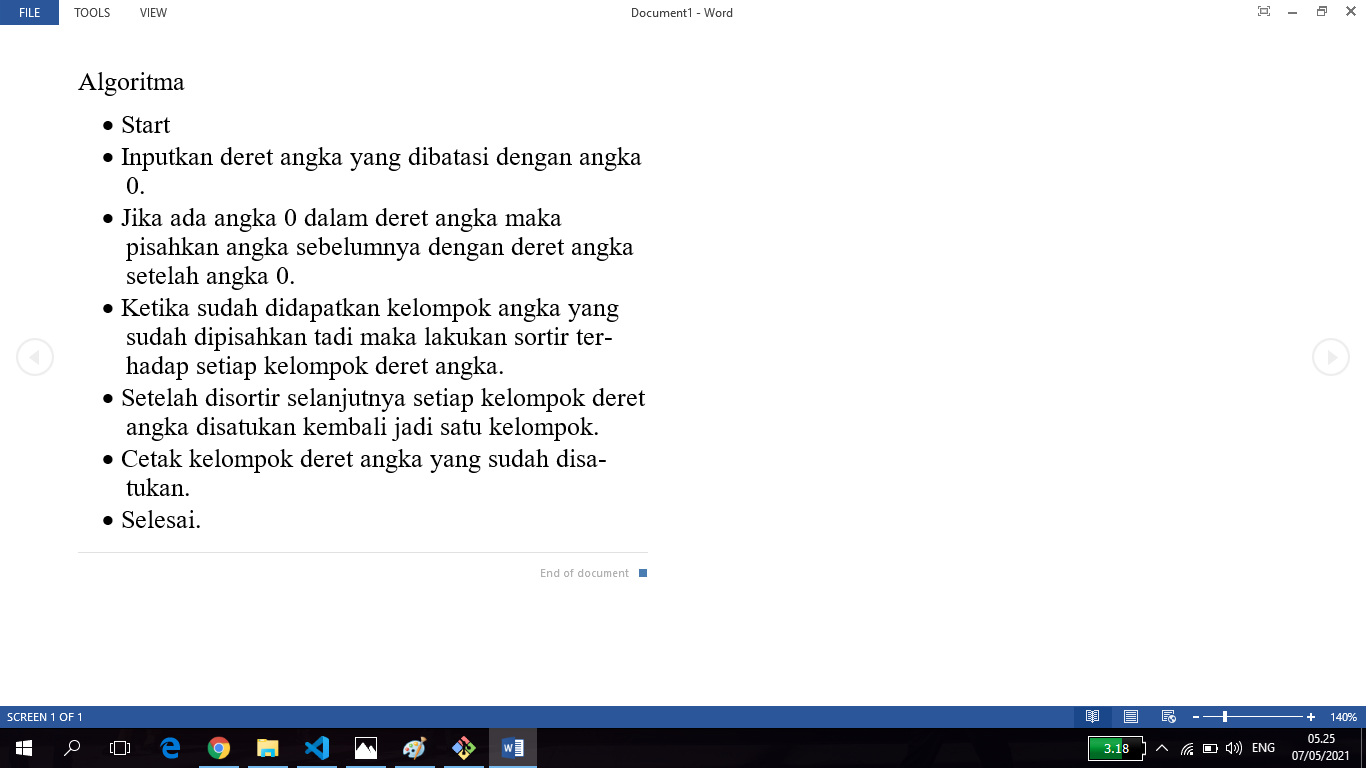 FILE TOOLS VIEW Document1 - Word
Algoritma
• Start
• Inputkan deret angka yang dibatasi dengan angka
0.
• Jika ada angka 0 dalam deret angka maka
pisahkan angka sebelumnya dengan deret angka
setelah angka 0.
• Ketika sudah didapatkan kelompok angka yang
sudah dipisahkan tadi maka lakukan sortir ter-
hadap setiap kelompok deret angka.
• Setelah disortir selanjutnya setiap kelompok deret
angka disatukan kembali jadi satu kelompok.
• Cetak kelompok deret angka yang sudah disa-
tukan.
• Selesai.
End of document
SCREEN 1 OF 1 140%
3.18 ENG 05.25
07/05/2021